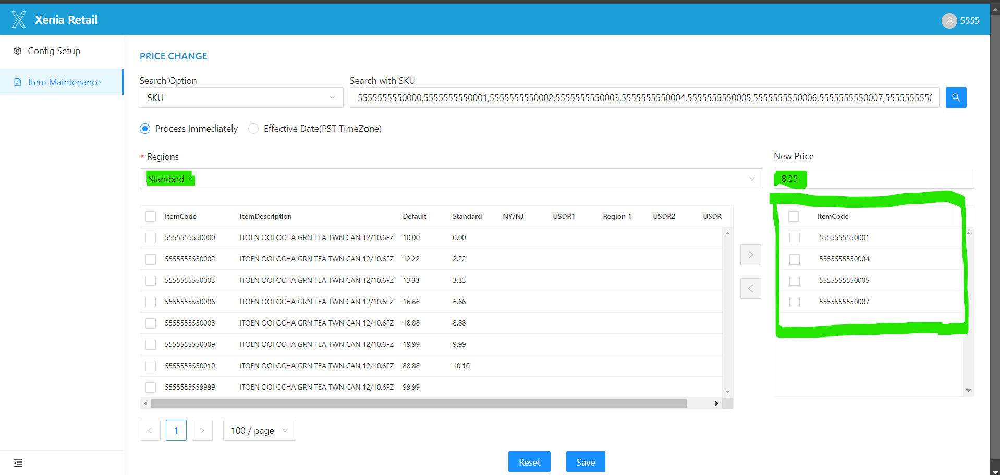 Xenia Retail
5555
Config Setup
Item Maintenance
PRICE CHANGE
Search Option
Search with SKU
SKU
5555555550000,5555555550001,5555555550002,5555555550003,5555555550004,5555555550005,5555555550006,5555555550007,555555555(
Process Immediately
Effective Date(PST TimeZone)
* Regions
New Price
Standard ×
8.25
ItemCode ItemDescription Default Standard NY/NJ USDR1 Region 1 USDR2 USDR
5555555550000 ITOEN OOI OCHA GRN TEA TWN CAN 12/10.6FZ 10.00 0.00
5555555550002 ITOEN OOI OCHA GRN TEA TWN CAN 12/10.6FZ 12.22 2.22
5555555550003 ITOEN OOI OCHA GRN TEA TWN CAN 12/10.6FZ 13.33 3.33
5555555550006 ITOEN OOI OCHA GRN TEA TWN CAN 12/10.6FZ 16.66 6.66
5555555550008 ITOEN OOI OCHA GRN TEA TWN CAN 12/10.6FZ 18.88 8.88
5555555550009 ITOEN OOI OCHA GRN TEA TWN CAN 12/10.6FZ 19.99 9.99
5555555550010 ITOEN OOI OCHA GRN TEA TWN CAN 12/10.6FZ 88.88 10.10
5555555559999 ITOEN OOI OCHA GRN TEA TWN CAN 12/10.6FZ 99.99
ItemCode
5555555550001
5555555550004
5555555550005
5555555550007
< 1 > 100 / page
Reset
Save